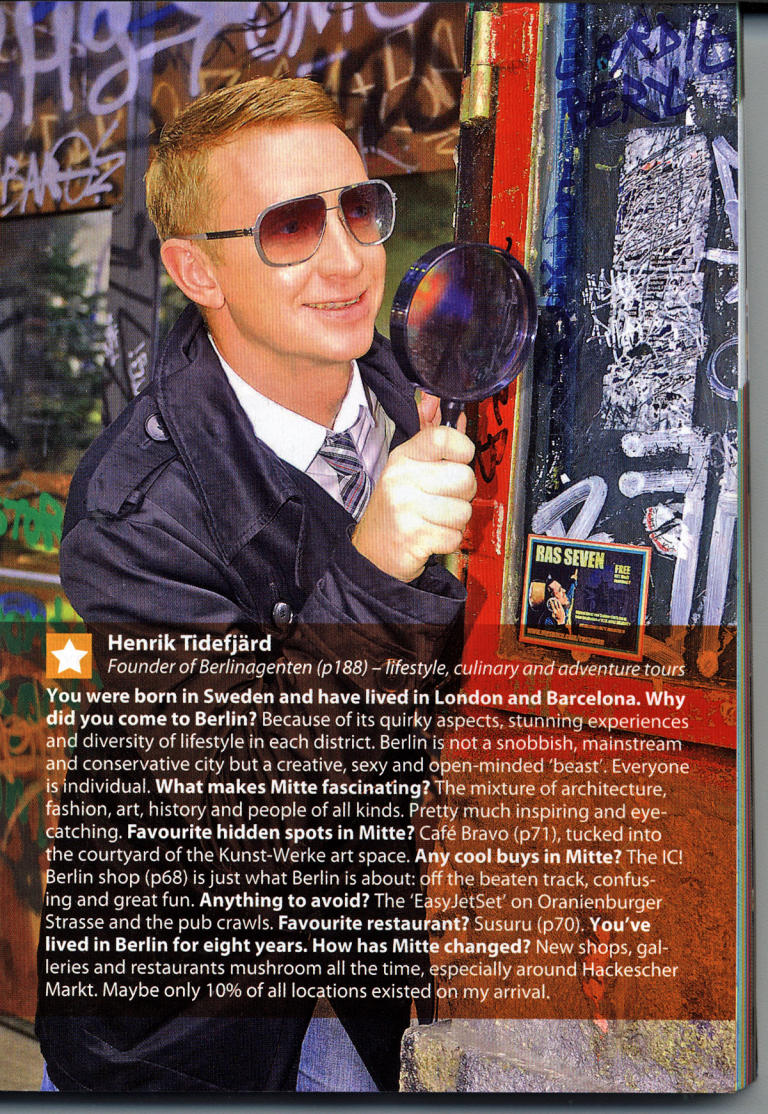 BERYL
RAS SEVEN
FREE
Henrik Tidefjärd
Founder of Berlinagenten (p188) – lifestyle, culinary and adventure tours
You were born in Sweden and have lived in London and Barcelona. Why
did you come to Berlin? Because of its quirky aspects, stunning experiences
and diversity of lifestyle in each district. Berlin is not a snobbish, mainstream
and conservative city but a creative, sexy and open-minded ‘beast’. Everyone
is individual. What makes Mitte fascinating? The mixture of architecture,
fashion, art, history and people of all kinds. Pretty much inspiring and eye-
catching. Favourite hidden spots in Mitte? Café Bravo (p71), tucked into
the courtyard of the Kunst-Werke art space. Any cool buys in Mitte? The IC!
Berlin shop (p68) is just what Berlin is about: off the beaten track, confus-
ing and great fun. Anything to avoid? The ‘EasyJetSet’ on Oranienburger
Strasse and the pub crawls. Favourite restaurant? Susuru (p70). You’ve
lived in Berlin for eight years. How has Mitte changed? New shops, gal-
leries and restaurants mushroom all the time, especially around Hackescher
Markt. Maybe only 10% of all locations existed on my arrival.